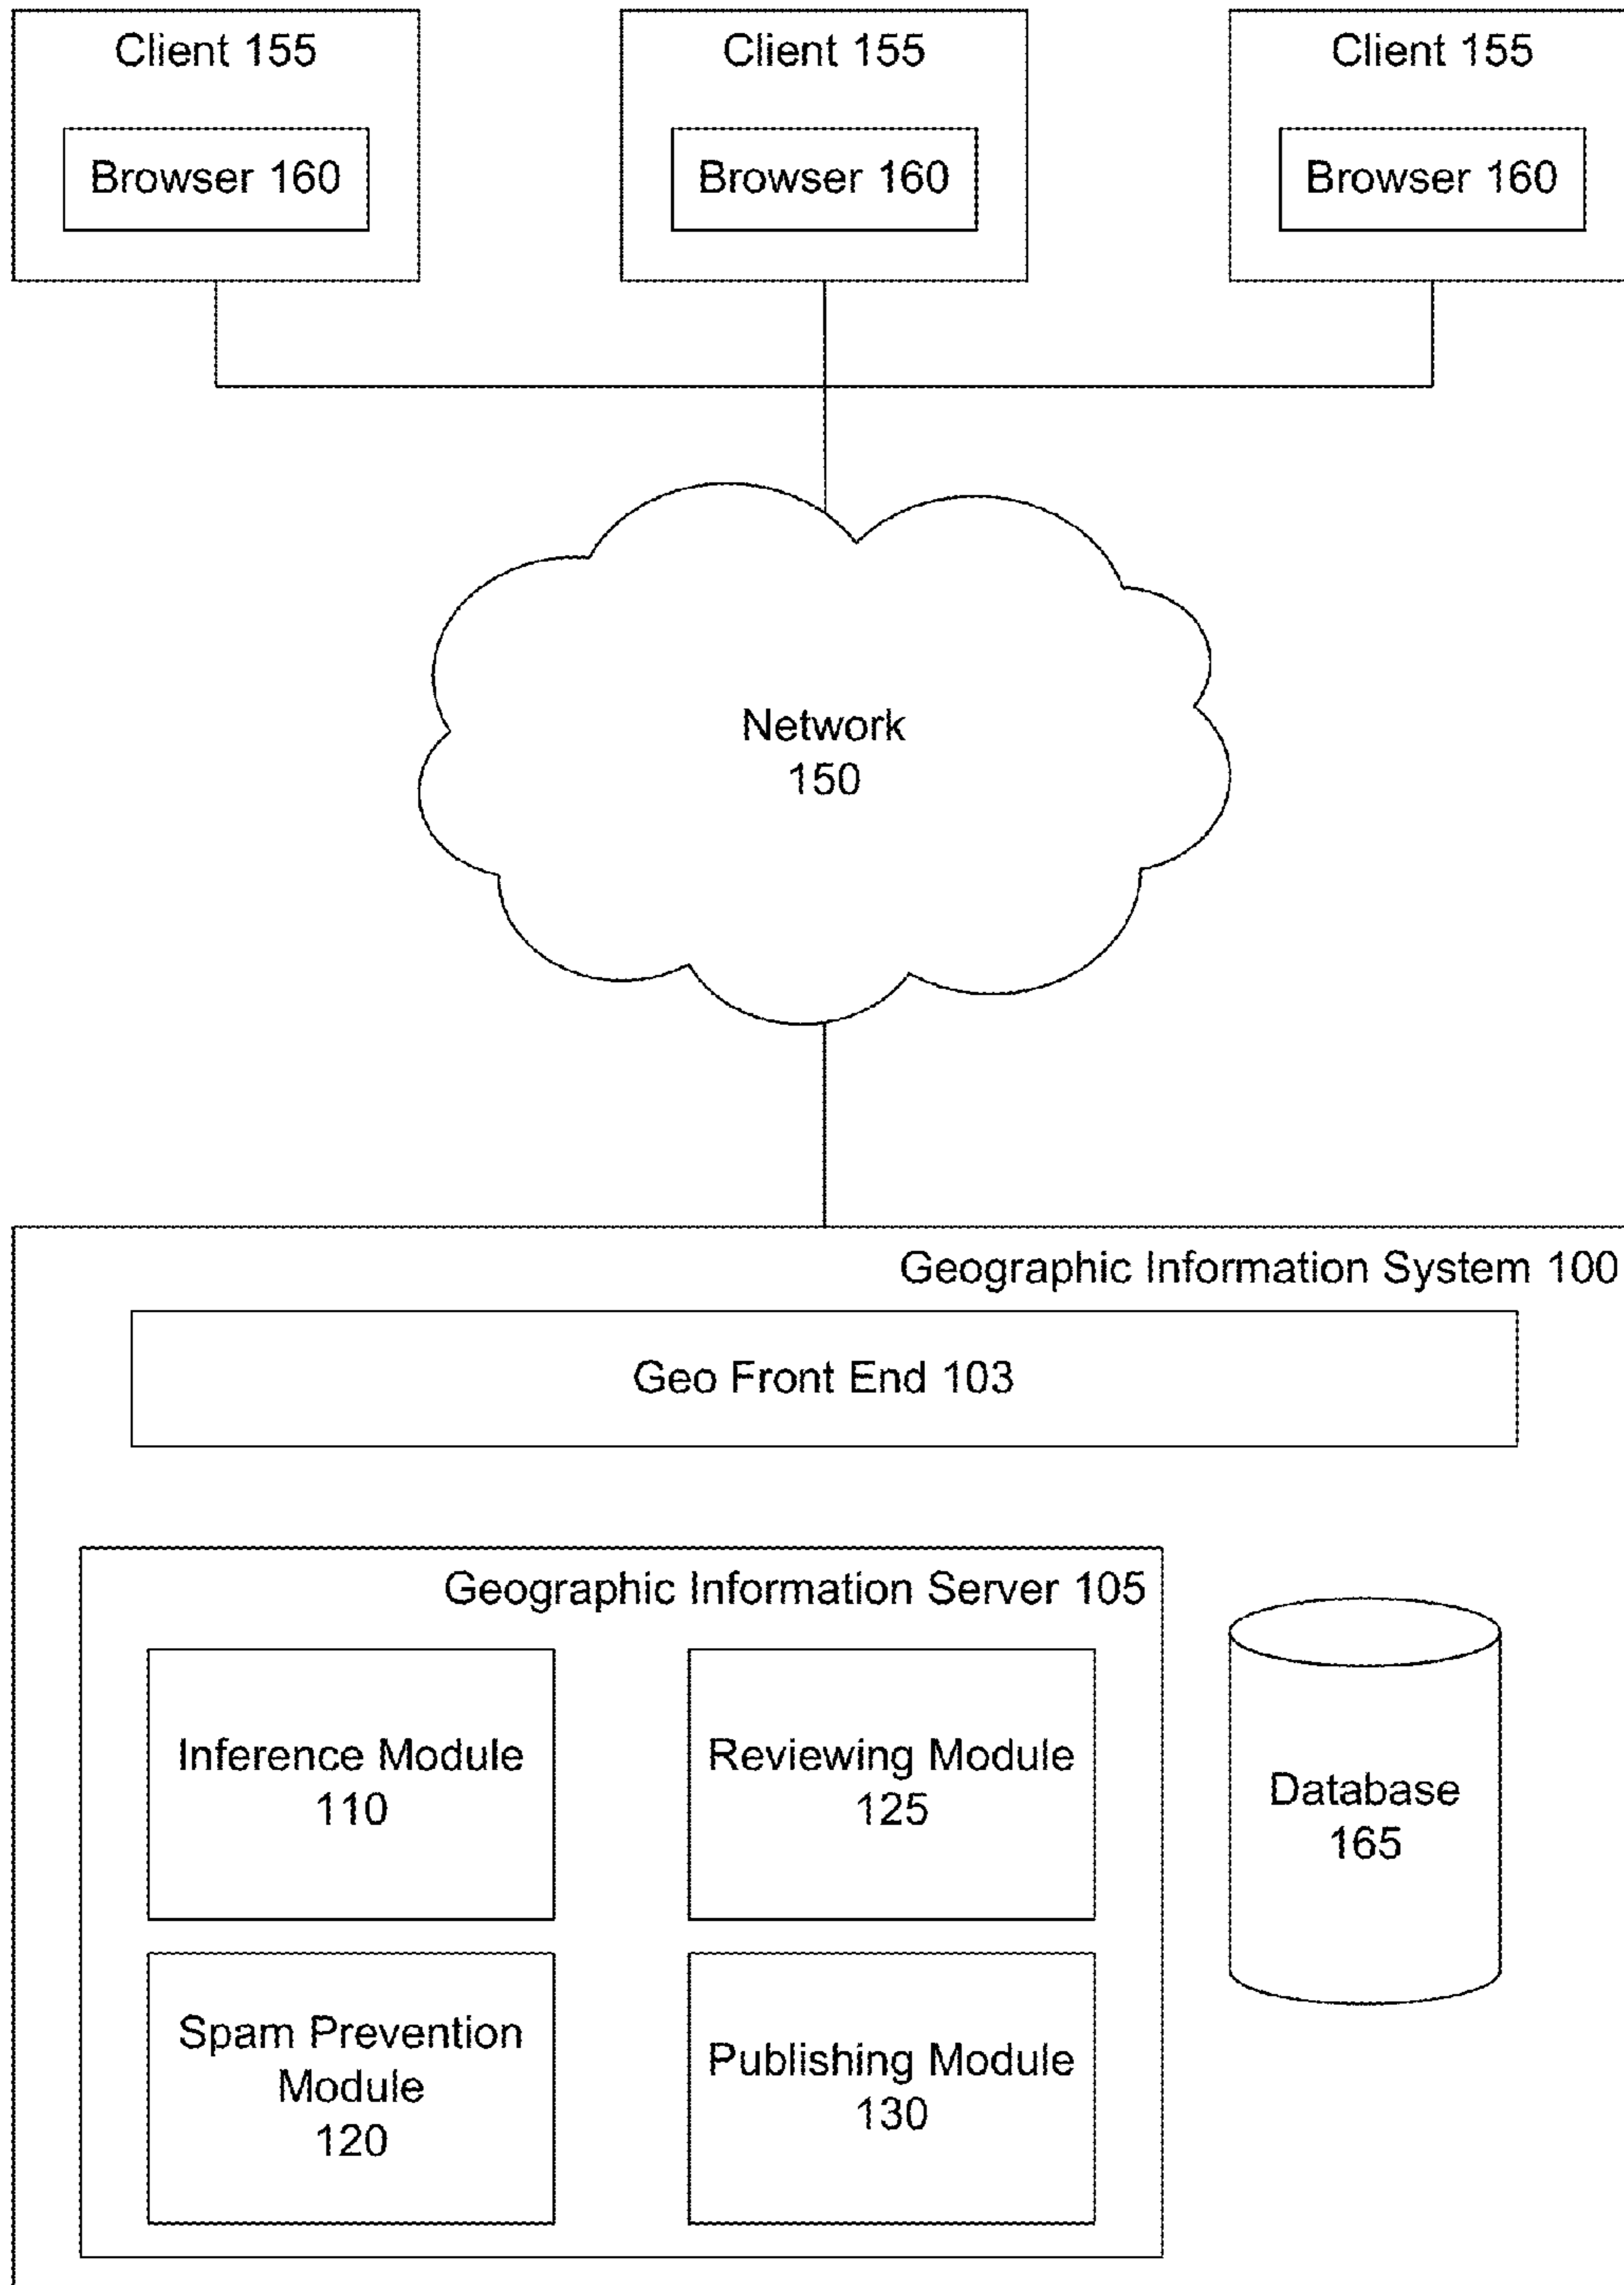 Client 155
Client 155
Client 155
Browser 160
Browser 160
Browser 160
Network
150
Geographic Information System 100
Geo Front End 103
Geographic Information Server 105
Inference Module
110
Reviewing Module
125
Database
165
Spam Prevention
Module
120
Publishing Module
130